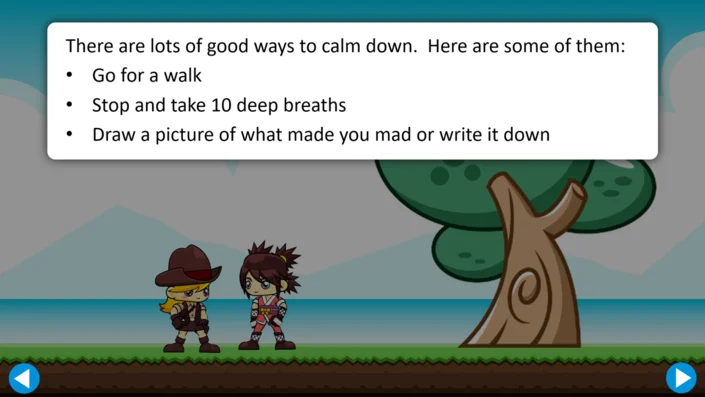 There are lots of good ways to calm down.  Here are some of them:
• Go for a walk
• Stop and take 10 deep breaths
• Draw a picture of what made you mad or write it down